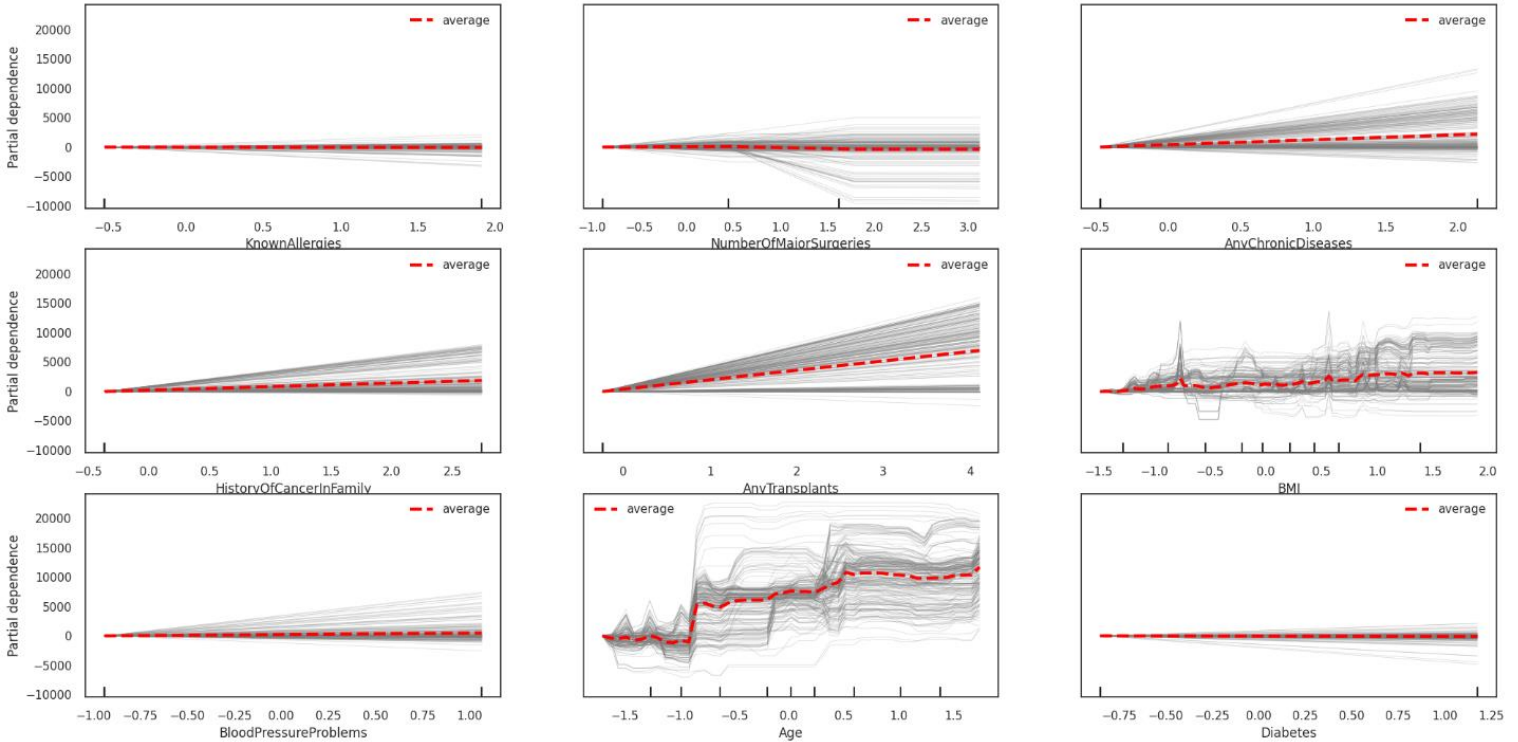 average average average
Partial dependence
20000
15000
10000
5000
0
−5000
−10000
−0.5 0.0 0.5 1.0 1.5 2.0 −1.0 −0.5 0.0 0.5 1.0 1.5 2.0 2.5 3.0 −0.5 0.0 0.5 1.0 1.5 2.0
KnownAllergies NumberOfMajorSurgeries AnyChronicDiseases
average average average
Partial dependence
20000
15000
10000
5000
0
−5000
−10000
−0.5 0.0 0.5 1.0 1.5 2.0 2.5 0 1 2 3 4 −1.5 −1.0 −0.5 0.0 0.5 1.0 1.5 2.0
HistoryOfCancerInFamily AnyTransplants BMI
average average average
Partial dependence
20000
15000
10000
5000
0
−5000
−10000
−1.00 −0.75 −0.50 −0.25 0.00 0.25 0.50 0.75 1.00 −1.5 −1.0 −0.5 0.0 0.5 1.0 1.5 −0.75 −0.50 −0.25 0.00 0.25 0.50 0.75 1.00 1.25
BloodPressureProblems Age Diabetes